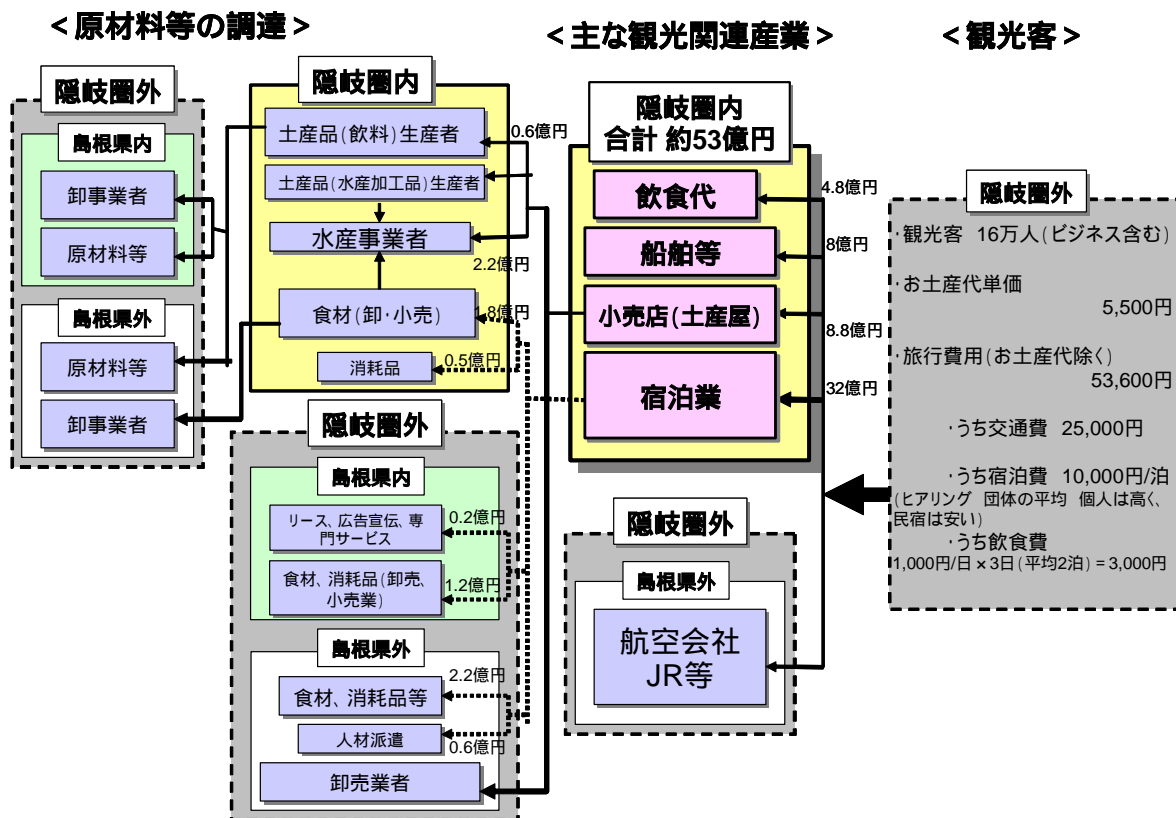 <原材料等の調達>
<主な観光関連産業>
<観光客>
隠岐圏外
島根県内
卸事業者
原材料等
島根県外
原材料等
卸事業者
隠岐圏内
土産品(飲料)生産者
土産品(水産加工品)生産者
水産事業者
食材(卸・小売)
消耗品
0.6億円
2.2億円
1.8億円
0.5億円
隠岐圏外
島根県内
リース、広告宣伝、専
門サービス
0.2億円
食材、消耗品(卸売、
小売業)
1.2億円
島根県外
2.2億円
食材、消耗品等
人材派遣
0.6億円
卸売業者
隠岐圏内
合計 約53億円
飲食代
船舶等
小売店(土産屋)
宿泊業
4.8億円
8億円
8.8億円
32億円
隠岐圏外
島根県外
航空会社
JR等
隠岐圏外
・観光客 16万人(ビジネス含む)
・お土産代単価
5,500円
・旅行費用(お土産代除く)
53,600円
・うち交通費 25,000円
・うち宿泊費 10,000円/泊
(ヒアリング 団体の平均 個人は高く、
民宿は安い)
・うち飲食費
1,000円/日×3日(平均2泊)=3,000円